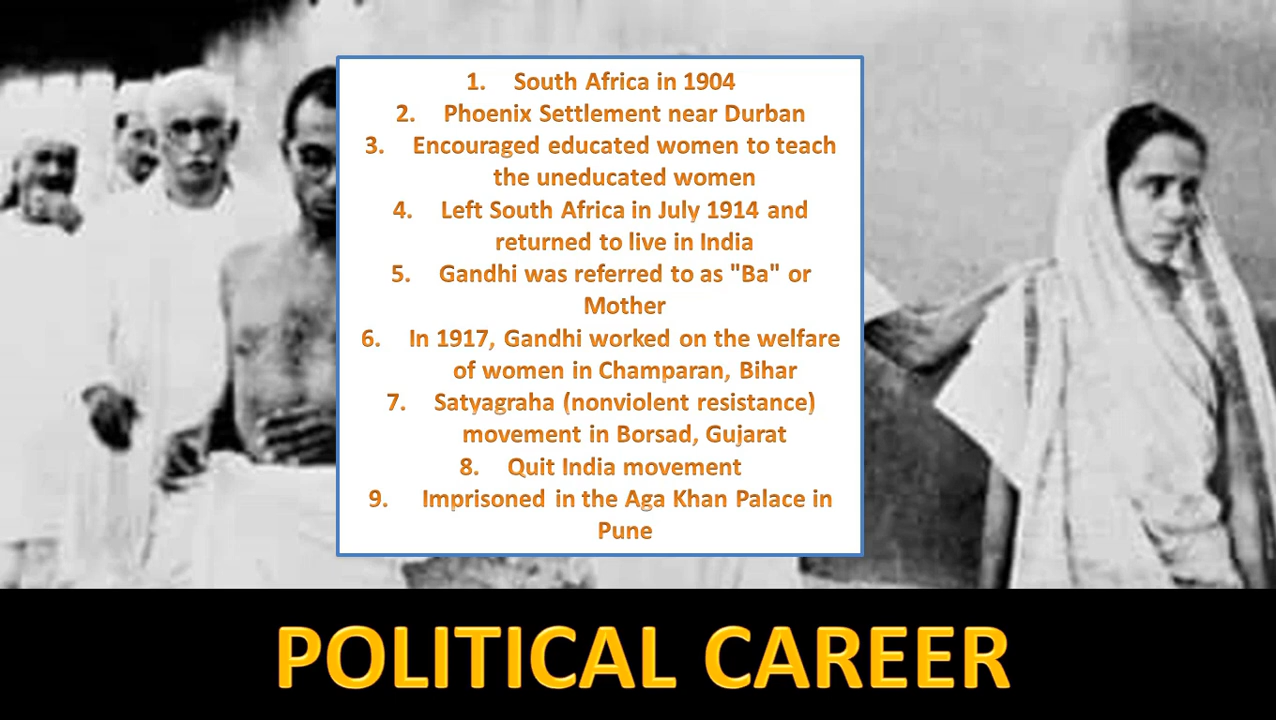 1. South Africa in 1904
2. Phoenix Settlement near Durban
3. Encouraged educated women to teach
the uneducated women
4. Left South Africa in July 1914 and
returned to live in India
5. Gandhi was referred to as "Ba" or
Mother
6. In 1917, Gandhi worked on the welfare
of women in Champaran, Bihar
7. Satyagraha (nonviolent resistance)
movement in Borsad, Gujarat
8. Quit India movement
9. Imprisoned in the Aga Khan Palace in
Pune
POLITICAL CAREER